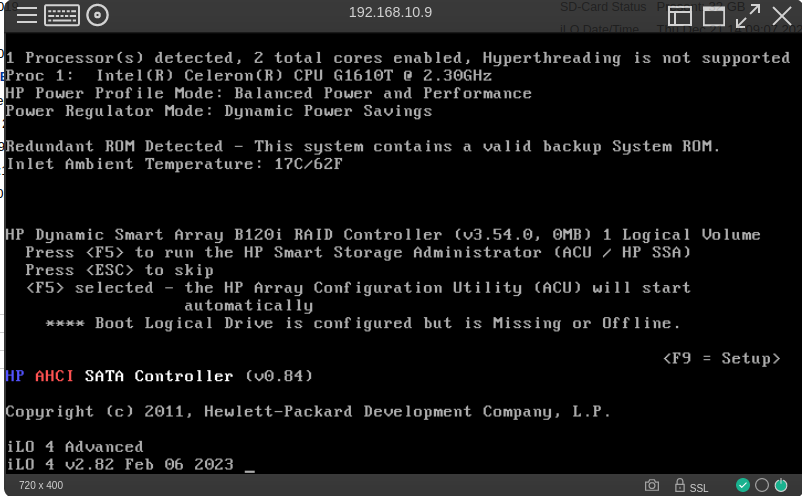 SD-Card Status
192.168.10.9
iLO Date/Time
1 Processor(s) detected, 2 total cores enabled, Hyperthreading is not supported
Proc 1:  Intel(R) Celeron(R) CPU G1610T @ 2.30GHz
HP Power Profile Mode: Balanced Power and Performance
Power Regulator Mode: Dynamic Power Savings
Redundant ROM Detected - This system contains a valid backup System ROM.
Inlet Ambient Temperature: 17C/62F
HP Dynamic Smart Array B120i RAID Controller (v3.54.0, 0MB) 1 Logical Volume
Press <F5> to run the HP Smart Storage Administrator (ACU / HP SSA)
Press <ESC> to skip
<F5> selected - the HP Array Configuration Utility (ACU) will start
automatically
**** Boot Logical Drive is configured but is Missing or Offline.
<F9 = Setup>
HP AHCI SATA Controller (v0.84)
Copyright (c) 2011, Hewlett-Packard Development Company, L.P.
iLO 4 Advanced
iLO 4 v2.82 Feb 06 2023 _
720 x 400
SSL